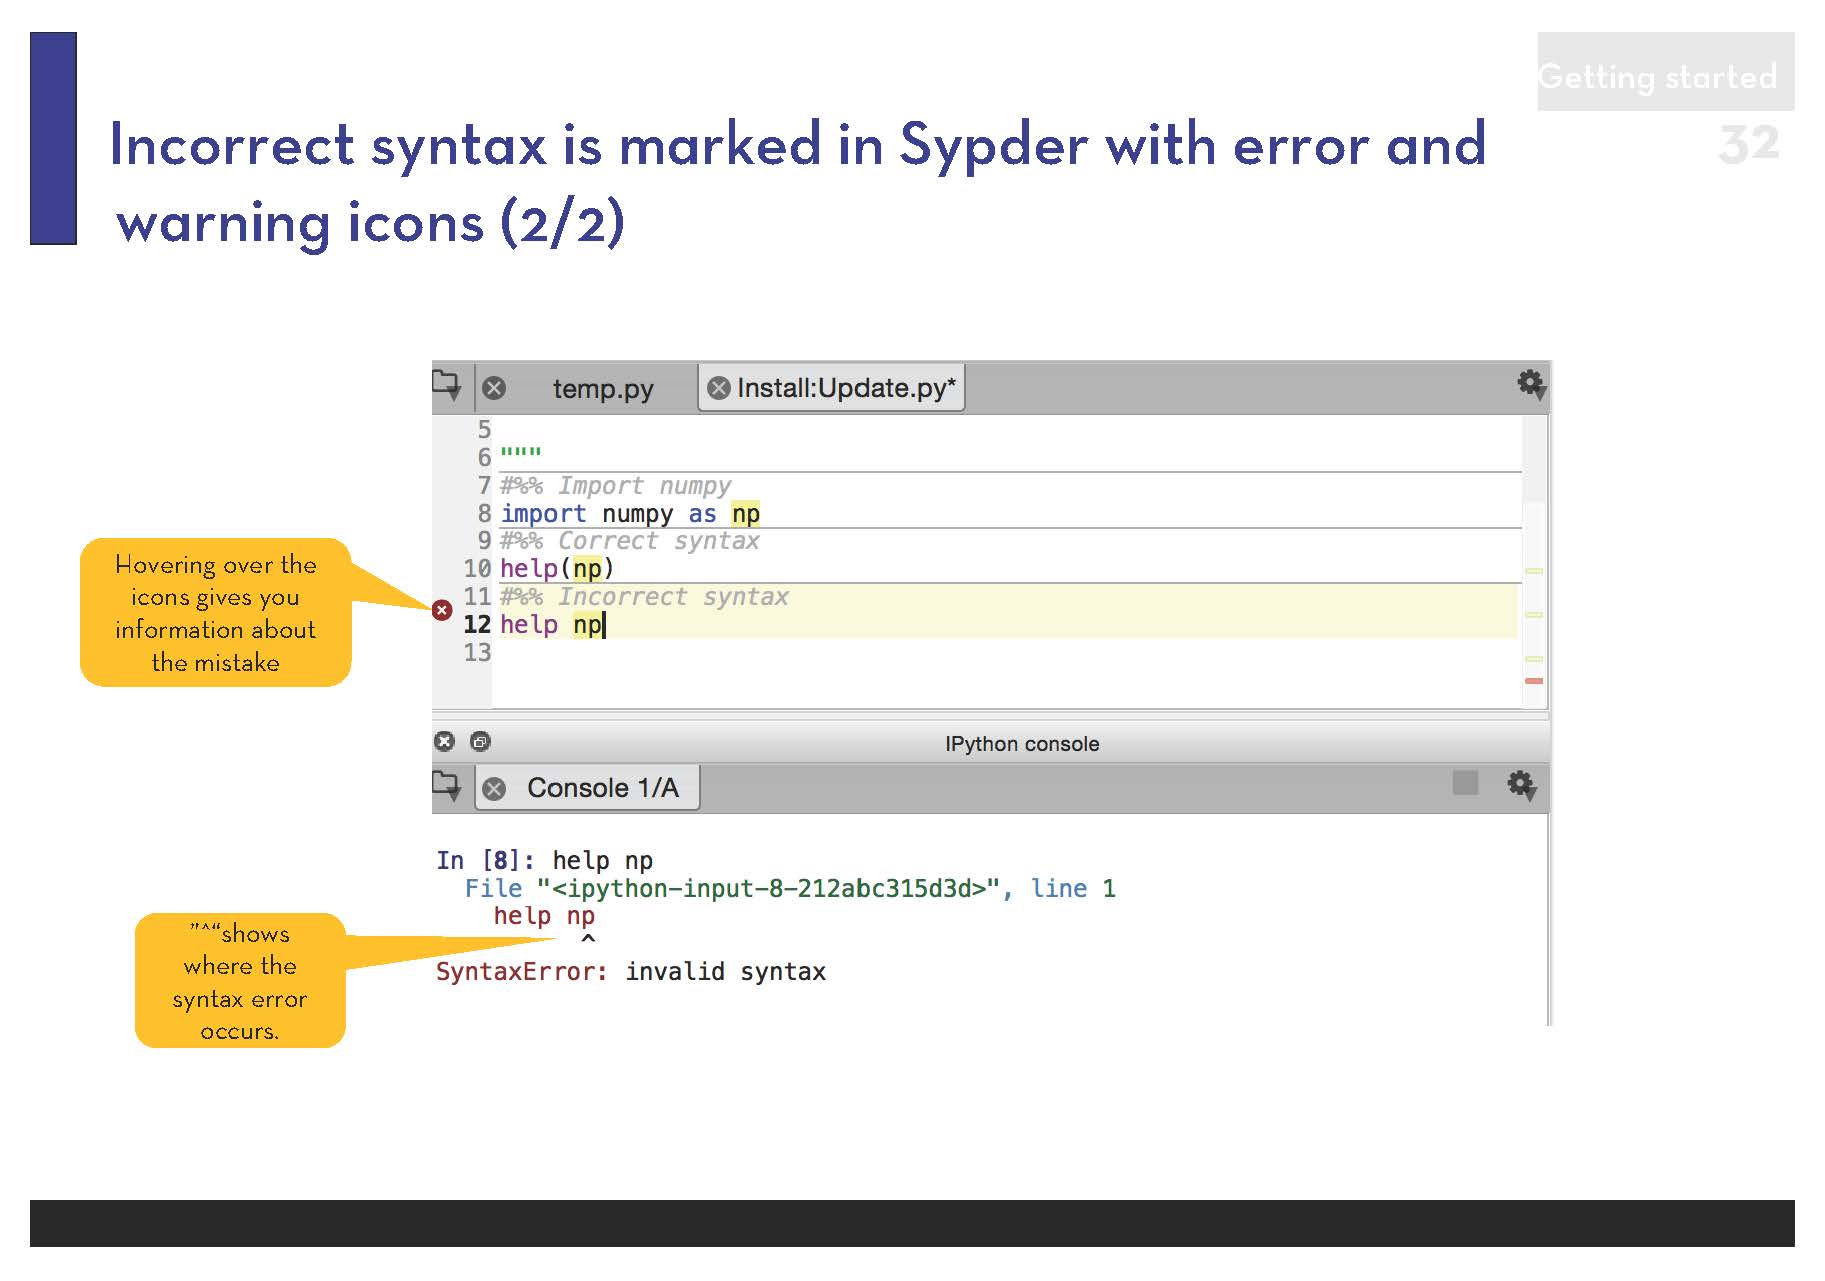 Getting started
32
Incorrect syntax is marked in Sypder with error and
warning icons (2/2)
temp.py
Install:Update.py*
5
6 """
7 #%% Import numpy
8 import numpy as np
9 #%% Correct syntax
10 help(np)
11 #%% Incorrect syntax
12 help np
13
Hovering over the
icons gives you
information about
the mistake
IPython console
Console 1/A
In [8]: help np
File "<ipython-input-8-212abc315d3d>", line 1
help np
^
SyntaxError: invalid syntax
”^“shows
where the
syntax error
occurs.